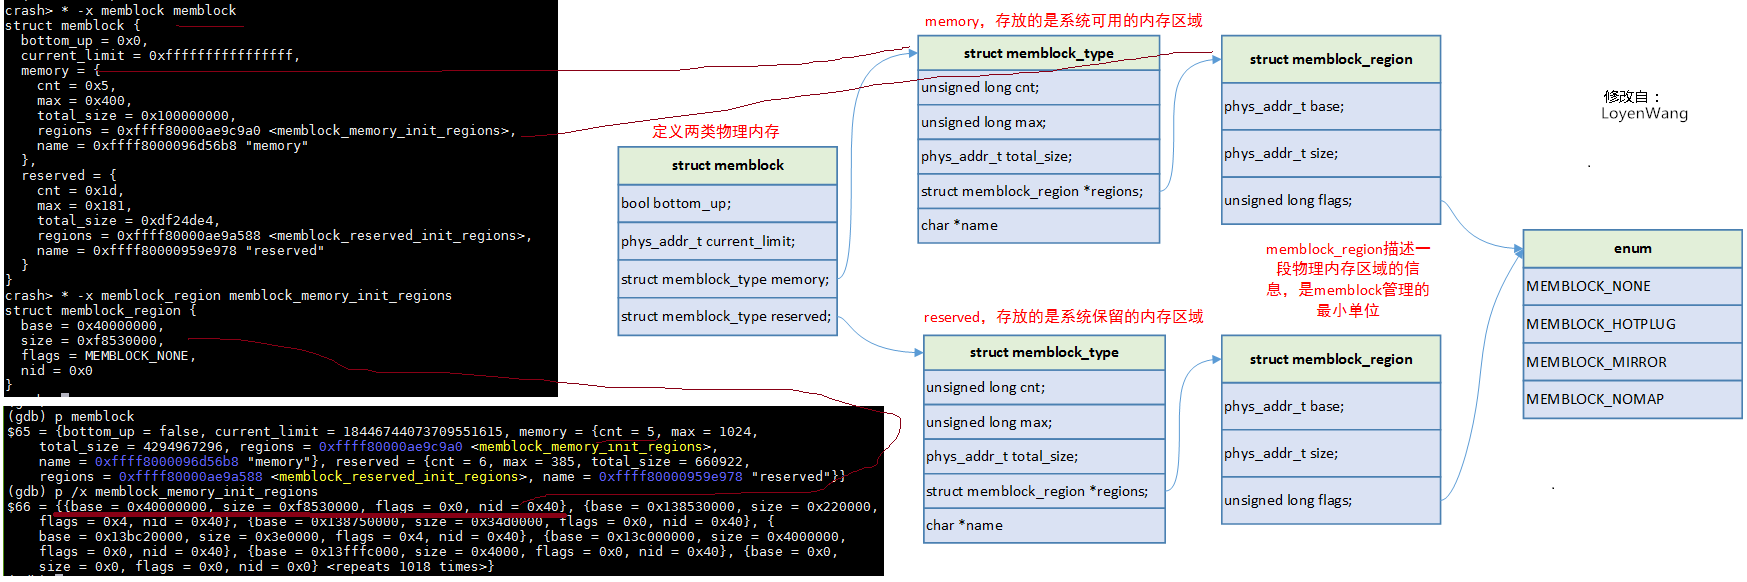 crash> * -x memblock memblock
struct memblock {
  bottom_up = 0x0,
  current_limit = 0xffffffffffffffff,
  memory = {
    cnt = 0x5,
    max = 0x400,
    total_size = 0x100000000,
    regions = 0xffff80000ae9c9a0 <memblock_memory_init_regions>,
    name = 0xffff8000096d56b8 "memory"
  },
  reserved = {
    cnt = 0x1d,
    max = 0x181,
    total_size = 0xdf24de4,
    regions = 0xffff80000ae9a588 <memblock_reserved_init_regions>,
    name = 0xffff80000959e978 "reserved"
  }
}
crash> * -x memblock_region memblock_memory_init_regions
struct memblock_region {
  base = 0x40000000,
  size = 0xf8530000,
  flags = MEMBLOCK_NONE,
  nid = 0x0
}
(gdb) p memblock
$65 = {bottom_up = false, current_limit = 18446744073709551615, memory = {cnt = 5, max = 1024,
    total_size = 4294967296, regions = 0xffff80000ae9c9a0 <memblock_memory_init_regions>,
    name = 0xffff8000096d56b8 "memory"}, reserved = {cnt = 6, max = 385, total_size = 660922,
    regions = 0xffff80000ae9a588 <memblock_reserved_init_regions>, name = 0xffff80000959e978 "reserved"}}
(gdb) p /x memblock_memory_init_regions
$66 = {{base = 0x40000000, size = 0xf8530000, flags = 0x0, nid = 0x40}, {base = 0x138530000, size = 0x220000,
    flags = 0x4, nid = 0x40}, {base = 0x138750000, size = 0x34d0000, flags = 0x0, nid = 0x40}, {
    base = 0x13bc20000, size = 0x3e0000, flags = 0x4, nid = 0x40}, {base = 0x13c000000, size = 0x4000000,
    flags = 0x0, nid = 0x40}, {base = 0x13fffc000, size = 0x4000, flags = 0x0, nid = 0x40}, {base = 0x0,
    size = 0x0, flags = 0x0, nid = 0x0} <repeats 1018 times>}
定义两类物理内存
struct memblock
bool bottom_up;
phys_addr_t current_limit;
struct memblock_type memory;
struct memblock_type reserved;
memory，存放的是系统可用的内存区域
struct memblock_type
unsigned long cnt;
unsigned long max;
phys_addr_t total_size;
struct memblock_region *regions;
char *name
struct memblock_region
phys_addr_t base;
phys_addr_t size;
unsigned long flags;
reserved，存放的是系统保留的内存区域
struct memblock_type
unsigned long cnt;
unsigned long max;
phys_addr_t total_size;
struct memblock_region *regions;
char *name
memblock_region描述一
段物理内存区域的信
息，是memblock管理的
最小单位
struct memblock_region
phys_addr_t base;
phys_addr_t size;
unsigned long flags;
修改自：
LoyenWang
enum
MEMBLOCK_NONE
MEMBLOCK_HOTPLUG
MEMBLOCK_MIRROR
MEMBLOCK_NOMAP